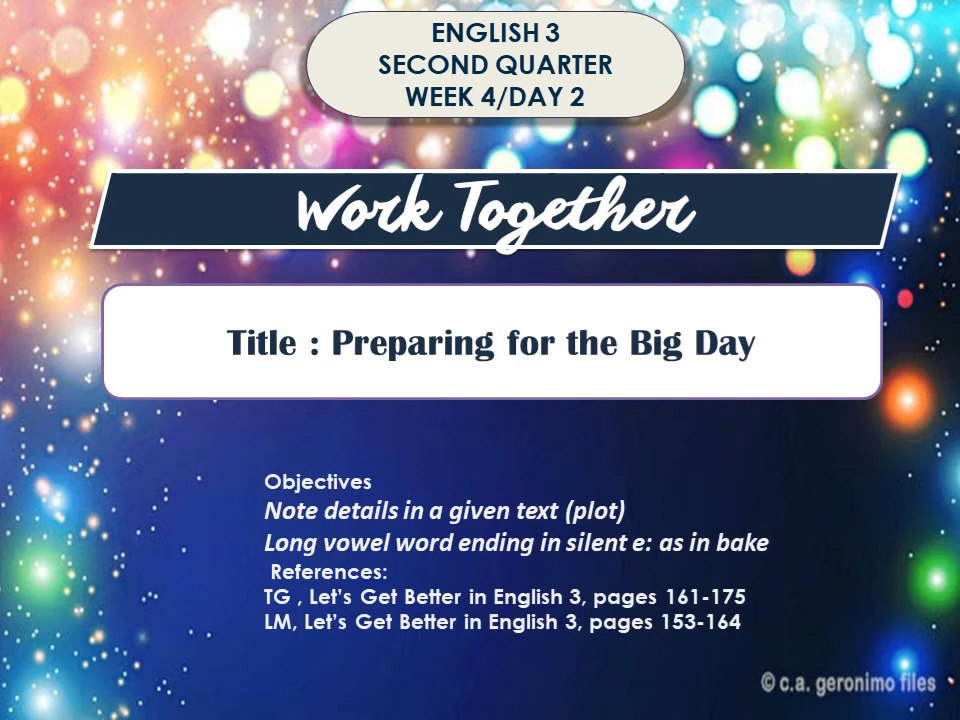 ENGLISH 3
SECOND QUARTER
WEEK 4/DAY 2
Work Together
Title : Preparing for the Big Day
Objectives
Note details in a given text (plot)
Long vowel word ending in silent e: as in bake
References:
TG , Let’s Get Better in English 3, pages 161-175
LM, Let’s Get Better in English 3, pages 153-164
© c.a. geronimo files